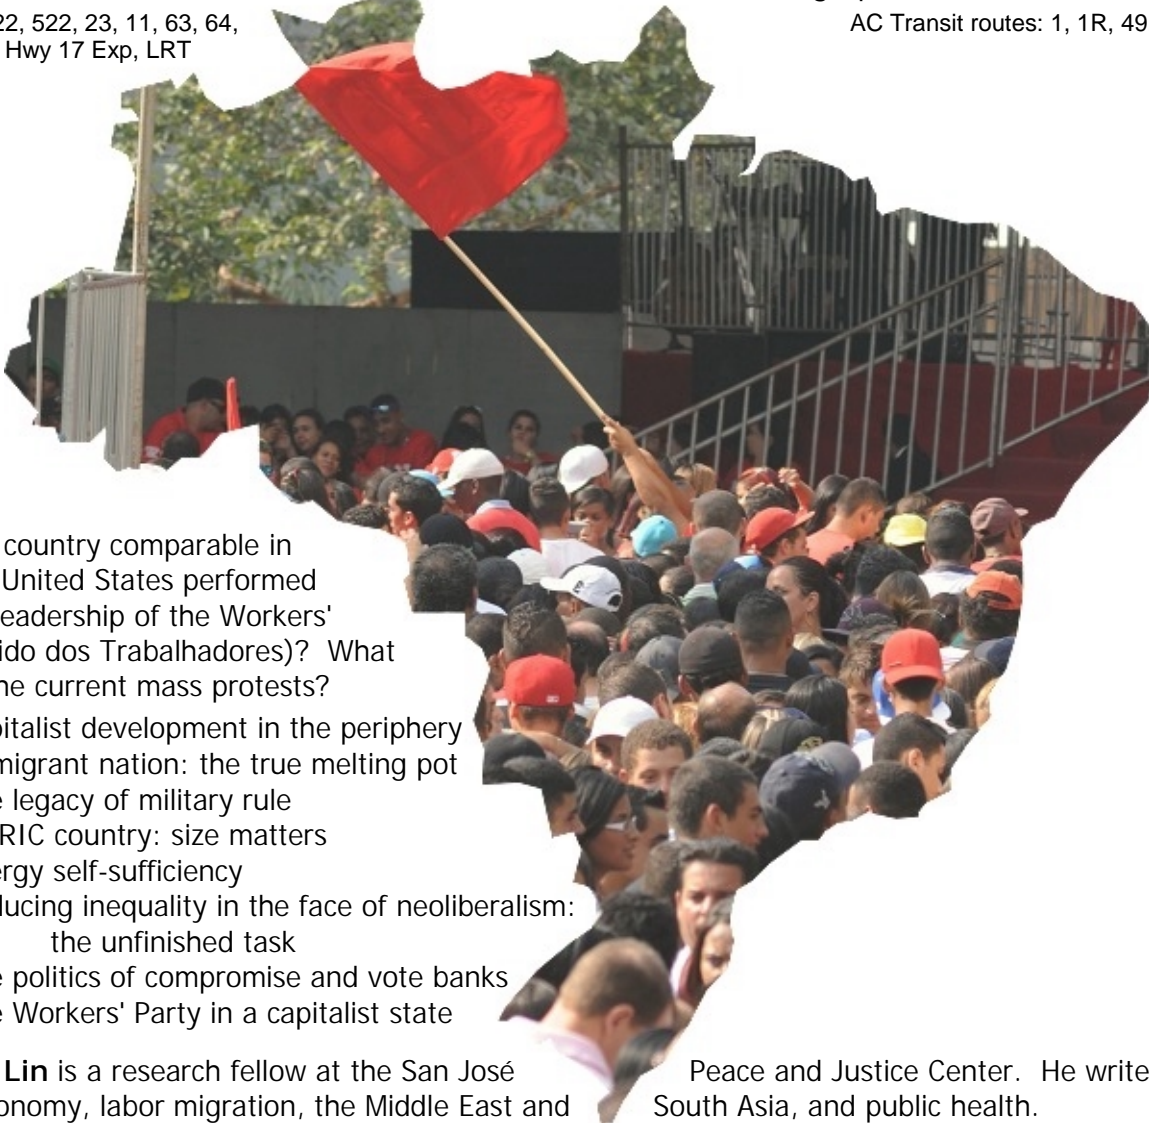 22, 522, 23, 11, 63, 64,
Hwy 17 Exp, LRT
AC Transit routes: 1, 1R, 49
country comparable in
United States performed
eadership of the Workers'
ido dos Trabalhadores)? What
he current mass protests?
pitalist development in the periphery
migrant nation: the true melting pot
e legacy of military rule
RIC country: size matters
ergy self-sufficiency
ducing inequality in the face of neoliberalism:
the unfinished task
e politics of compromise and vote banks
e Workers' Party in a capitalist state
Lin is a research fellow at the San José Peace and Justice Center. He write
onomy, labor migration, the Middle East and South Asia, and public health.